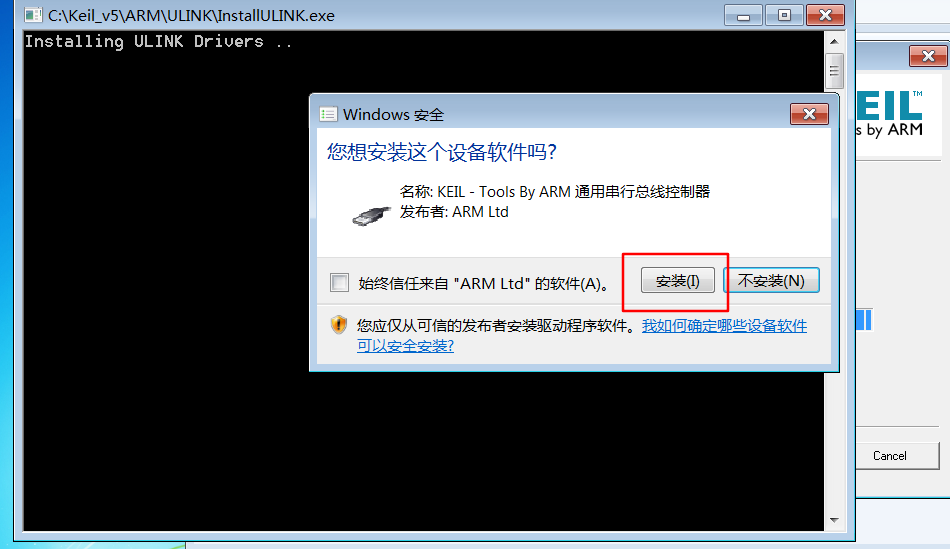 C:\Keil_v5\ARM\ULINK\InstallULINK.exe
Installing ULINK Drivers ..
Windows 安全
您想安装这个设备软件吗?
名称: KEIL - Tools By ARM 通用串行总线控制器
发布者: ARM Ltd
始终信任来自 "ARM Ltd" 的软件(A)。
安装(I)
不安装(N)
您应仅从可信的发布者安装驱动程序软件。我如何确定哪些设备软件
可以安全安装?
EIL™
s by ARM
Cancel